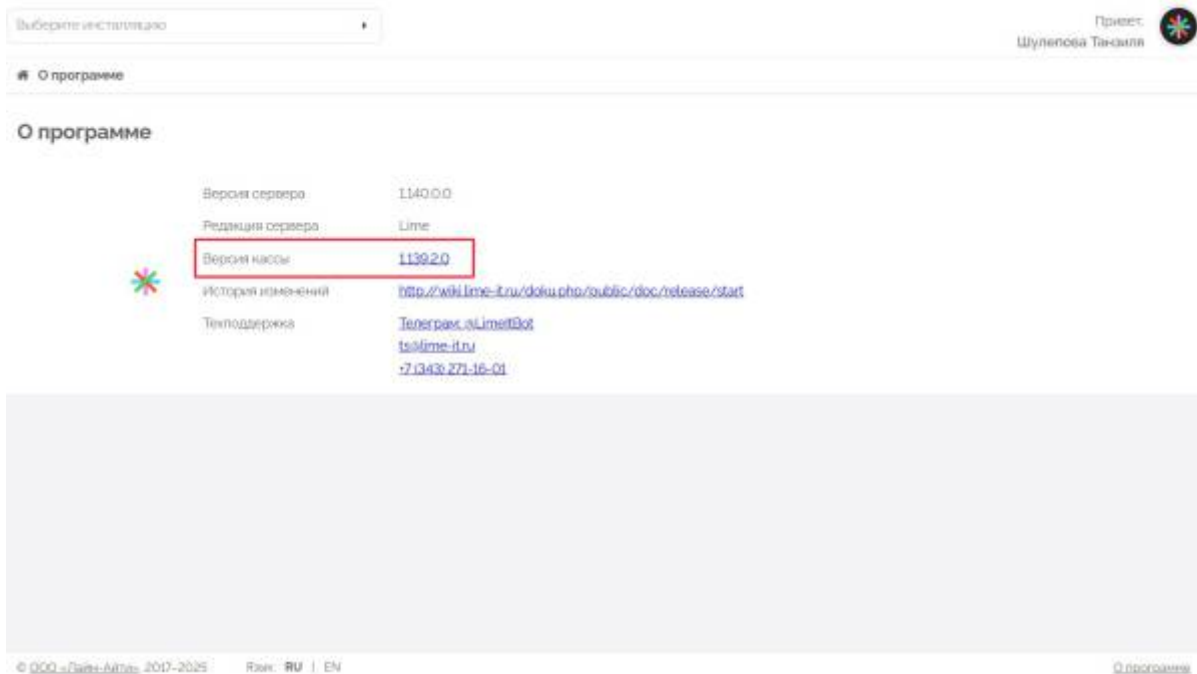 Выберите инсталляцию
Привет,
Шулепова Танзиля
О программе
О программе
Версия сервера 1.140.0.0
Редакция сервера Lime
Версия кассы 1.139.2.0
История изменений http://wiki.lime-it.ru/doku.php/public/doc/release/start
Техподдержка Телеграм: @LimeItBot
ts@lime-it.ru
+7 (343) 271-16-01
© ООО «Лайм-Айти», 2017-2025 Язык: RU | EN О программе